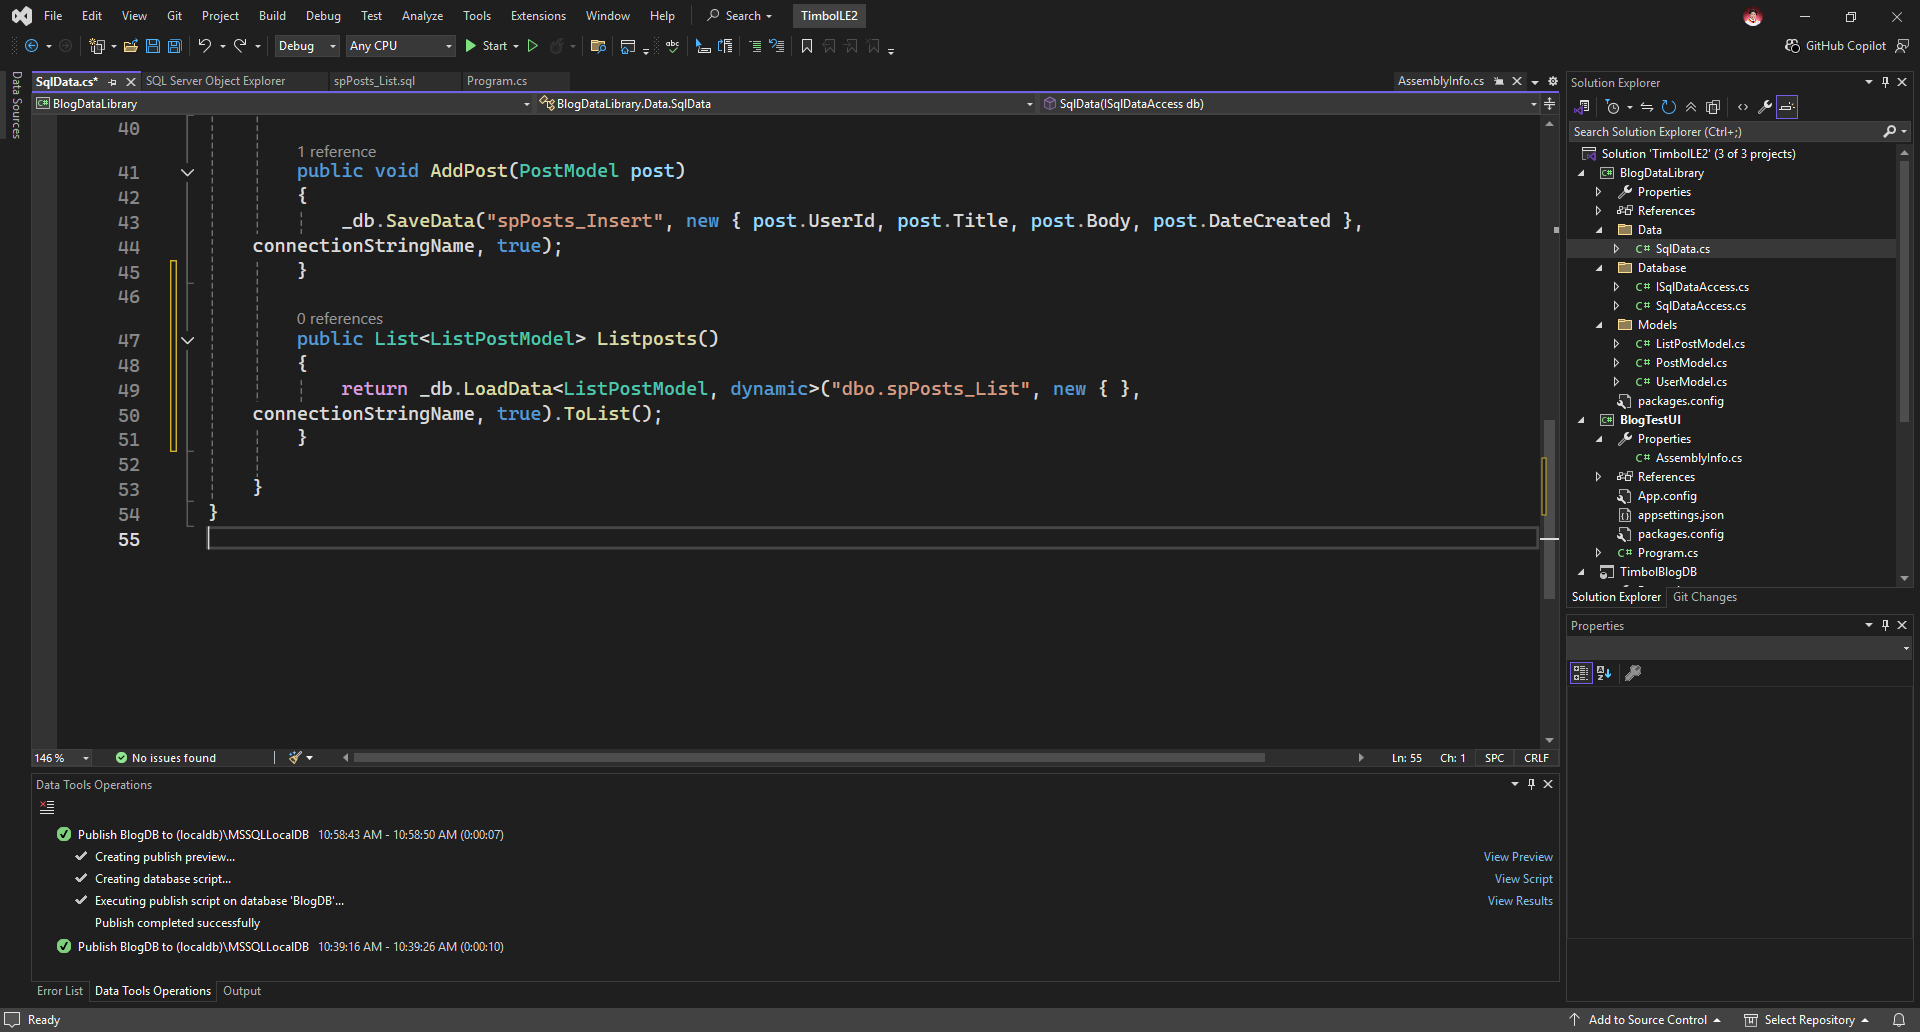 File Edit View Git Project Build Debug Test Analyze Tools Extensions Window Help Search TimbolLE2
Debug Any CPU Start GitHub Copilot
Data Sources
SqlData.cs* SQL Server Object Explorer spPosts_List.sql Program.cs AssemblyInfo.cs
BlogDataLibrary BlogDataLibrary.Data.SqlData SqlData(ISqlDataAccess db)
40
1 reference
41 public void AddPost(PostModel post)
42 {
43 _db.SaveData("spPosts_Insert", new { post.UserId, post.Title, post.Body, post.DateCreated },
44 connectionStringName, true);
45 }
46
0 references
47 public List<ListPostModel> Listposts()
48 {
49 return _db.LoadData<ListPostModel, dynamic>("dbo.spPosts_List", new { },
50 connectionStringName, true).ToList();
51 }
52
53 }
54 }
55
146 % No issues found Ln: 55 Ch: 1 SPC CRLF
Data Tools Operations
Publish BlogDB to (localdb)\MSSQLLocalDB 10:58:43 AM - 10:58:50 AM (0:00:07)
Creating publish preview... View Preview
Creating database script... View Script
Executing publish script on database 'BlogDB'... View Results
Publish completed successfully
Publish BlogDB to (localdb)\MSSQLLocalDB 10:39:16 AM - 10:39:26 AM (0:00:10)
Error List Data Tools Operations Output
Solution Explorer
Search Solution Explorer (Ctrl+;)
Solution 'TimbolLE2' (3 of 3 projects)
C# BlogDataLibrary
Properties
References
Data
C# SqlData.cs
Database
C# ISqlDataAccess.cs
C# SqlDataAccess.cs
Models
C# ListPostModel.cs
C# PostModel.cs
C# UserModel.cs
packages.config
C# BlogTestUI
Properties
C# AssemblyInfo.cs
References
App.config
appsettings.json
packages.config
C# Program.cs
TimbolBlogDB
Solution Explorer Git Changes
Properties
Ready Add to Source Control Select Repository